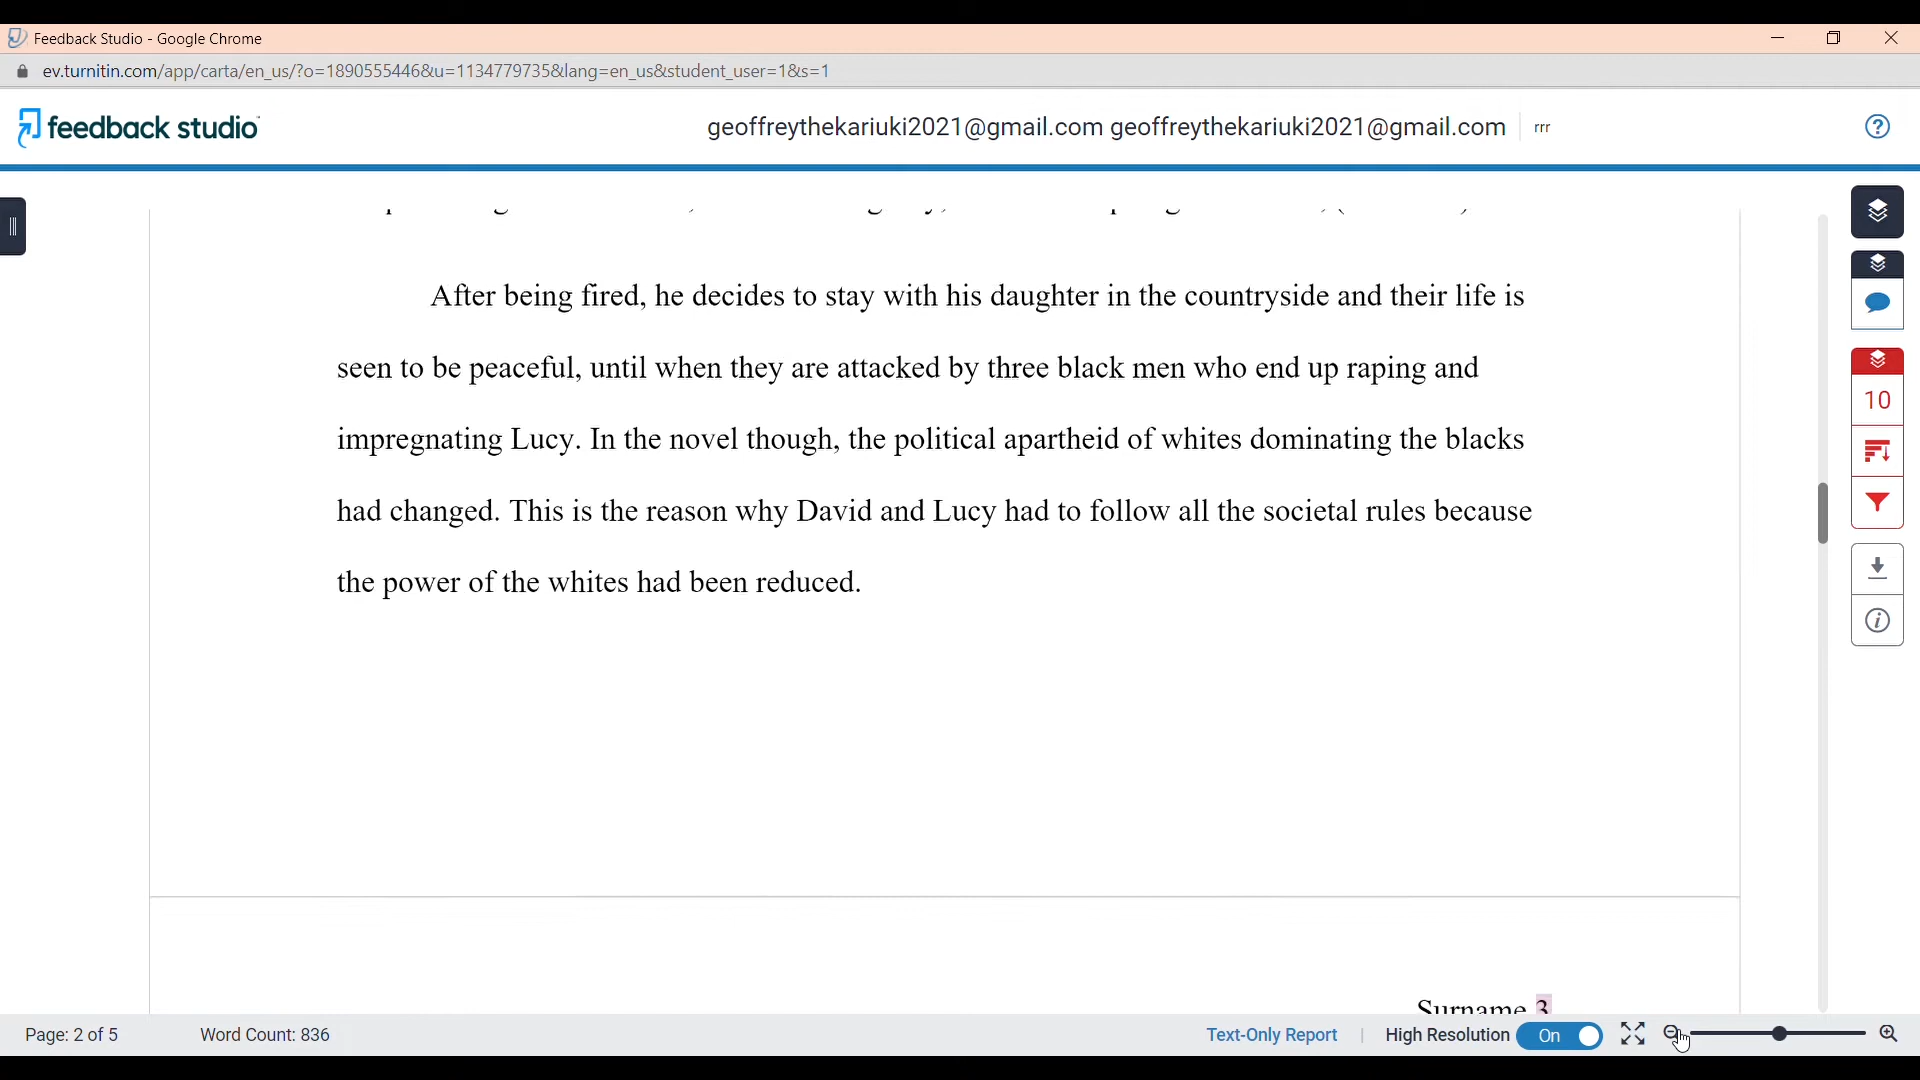 Feedback Studio - Google Chrome
ev.turnitin.com/app/carta/en_us/?o=1890555446&u=1134779735&lang=en_us&student_user=1&s=1
feedback studio
geoffreythekariuki2021@gmail.com geoffreythekariuki2021@gmail.com
rrr
After being fired, he decides to stay with his daughter in the countryside and their life is
seen to be peaceful, until when they are attacked by three black men who end up raping and
impregnating Lucy. In the novel though, the political apartheid of whites dominating the blacks
had changed. This is the reason why David and Lucy had to follow all the societal rules because
the power of the whites had been reduced.
10
Surname 3
Page: 2 of 5
Word Count: 836
Text-Only Report
High Resolution
On